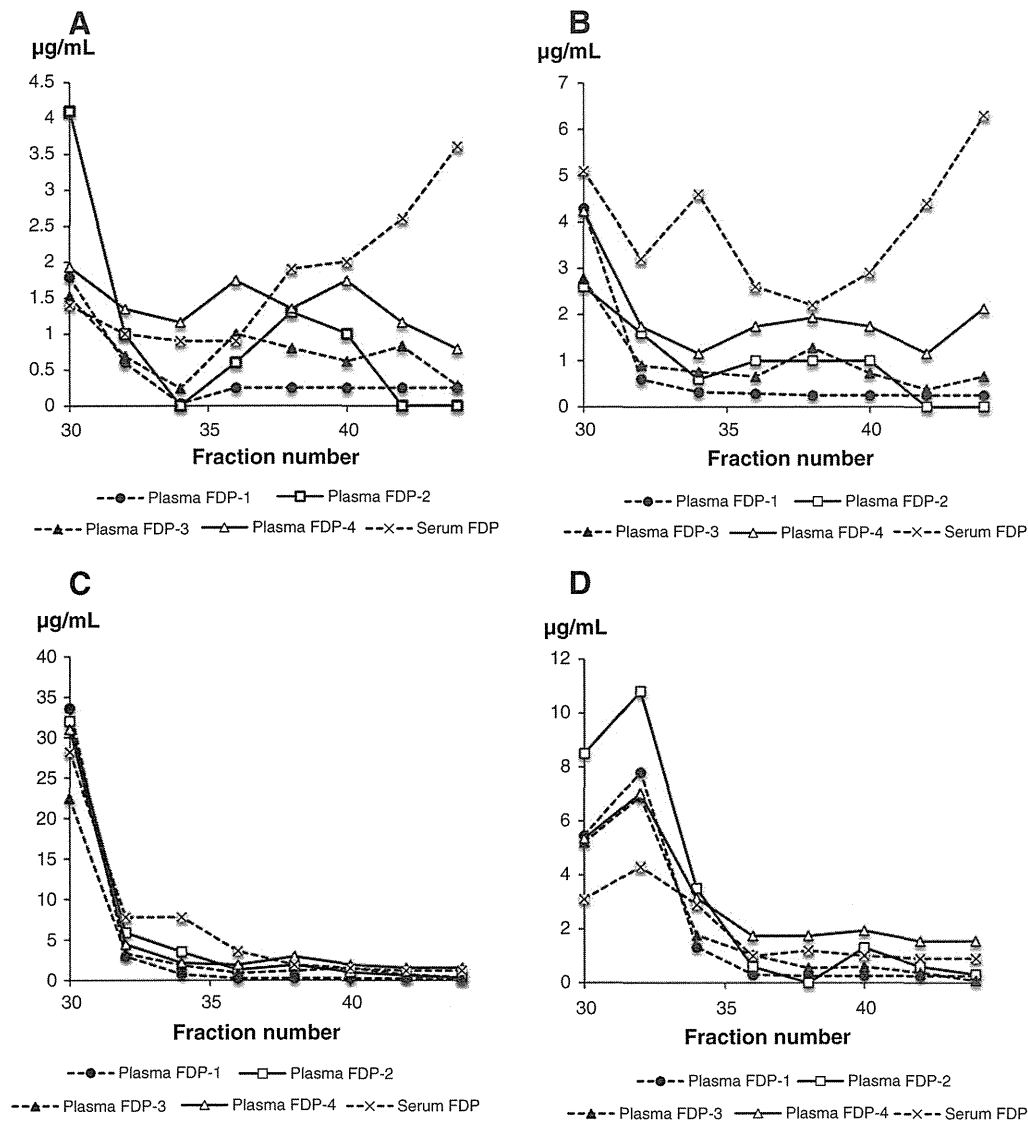 A
µg/mL
4.5
4
3.5
3
2.5
2
1.5
1
0.5
0
30 35 40
Fraction number
Plasma FDP-1 Plasma FDP-2
Plasma FDP-3 Plasma FDP-4 Serum FDP
B
µg/mL
7
6
5
4
3
2
1
0
30 35 40
Fraction number
Plasma FDP-1 Plasma FDP-2
Plasma FDP-3 Plasma FDP-4 Serum FDP
C
µg/mL
40
35
30
25
20
15
10
5
0
30 35 40
Fraction number
Plasma FDP-1 Plasma FDP-2
Plasma FDP-3 Plasma FDP-4 Serum FDP
D
µg/mL
12
10
8
6
4
2
0
30 35 40
Fraction number
Plasma FDP-1 Plasma FDP-2
Plasma FDP-3 Plasma FDP-4 Serum FDP